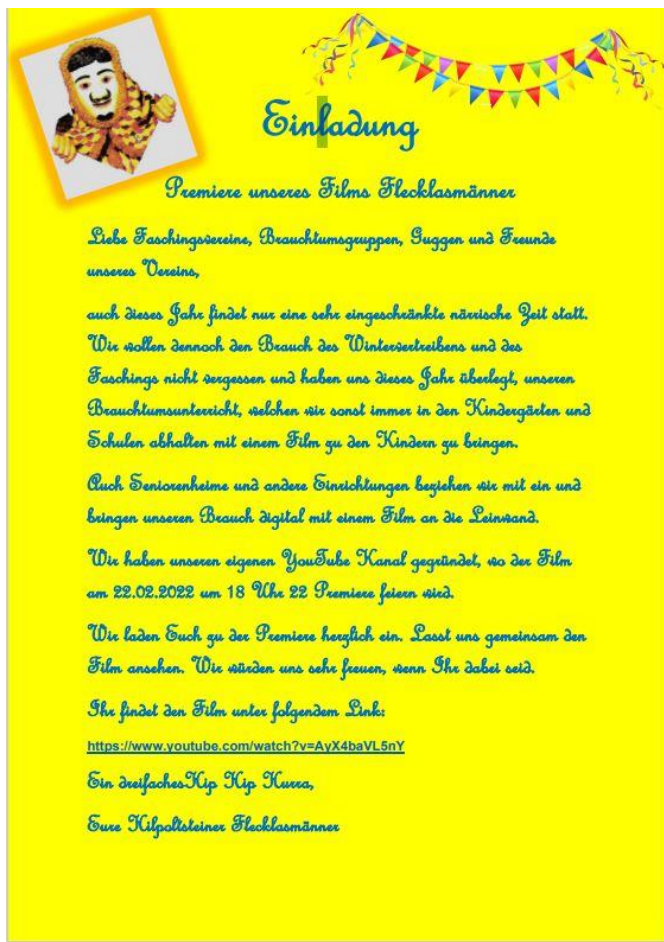 Einladung
Premiere unseres Films Flecklasmänner
Liebe Faschingsvereine, Brauchtumsgruppen, Guggen und Freunde
unseres Vereins,
auch dieses Jahr findet nur eine sehr eingeschränkte närrische Zeit statt.
Wir wollen dennoch den Brauch des Wintervertreibens und des
Faschings nicht vergessen und haben uns dieses Jahr überlegt, unseren
Brauchtumsunterricht, welchen wir sonst immer in den Kindergärten und
Schulen abhalten mit einem Film zu den Kindern zu bringen.
Auch Seniorenheime und andere Einrichtungen beziehen wir mit ein und
bringen unseren Brauch digital mit einem Film an die Leinwand.
Wir haben unseren eigenen YouTube Kanal gegründet, wo der Film
am 22.02.2022 um 18 Uhr 22 Premiere feiern wird.
Wir laden Euch zu der Premiere herzlich ein. Lasst uns gemeinsam den
Film ansehen. Wir würden uns sehr freuen, wenn Ihr dabei seid.
Ihr findet den Film unter folgendem Link:
https://www.youtube.com/watch?v=AyX4baVL5nY
Ein dreifachesHip Hip Hurra,
Eure Hilpoltsteiner Flecklasmänner